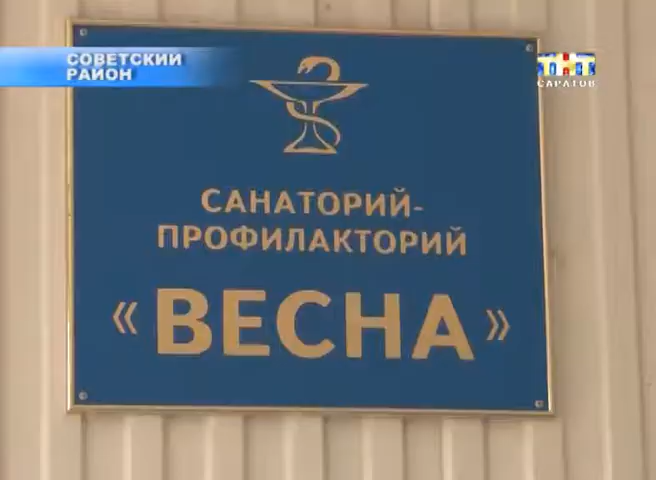 СОВЕТСКИЙ
РАЙОН
ТНТ
САРАТОВ
САНАТОРИЙ-
ПРОФИЛАКТОРИЙ
«ВЕСНА»